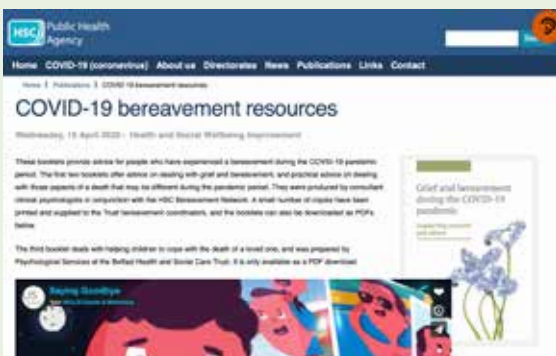 HSC Public Health
Agency
Home COVID-19 (coronavirus) About us Directorates News Publications Links Contact
Home Publications COVID-19 bereavement resources
COVID-19 bereavement resources
Wednesday, 15 April 2020 - Health and Social Wellbeing Improvement
These booklets provide advice for people who have experienced a bereavement during the COVID-19 pandemic
period. The first two booklets offer advice on dealing with grief and bereavement, and practical advice on dealing
with those aspects of a death that may be different during the pandemic period. They were produced by consultant
clinical psychologists in conjunction with the HSC Bereavement Network. A small number of copies have been
printed and supplied to the Trust bereavement coordinators, and the booklets can also be downloaded as PDFs
below.
The third booklet deals with helping children to cope with the death of a loved one, and was prepared by
Psychological Services of the Belfast Health and Social Care Trust. It is only available as a PDF download.
Grief and bereavement
during the COVID-19
pandemic
Saying Goodbye